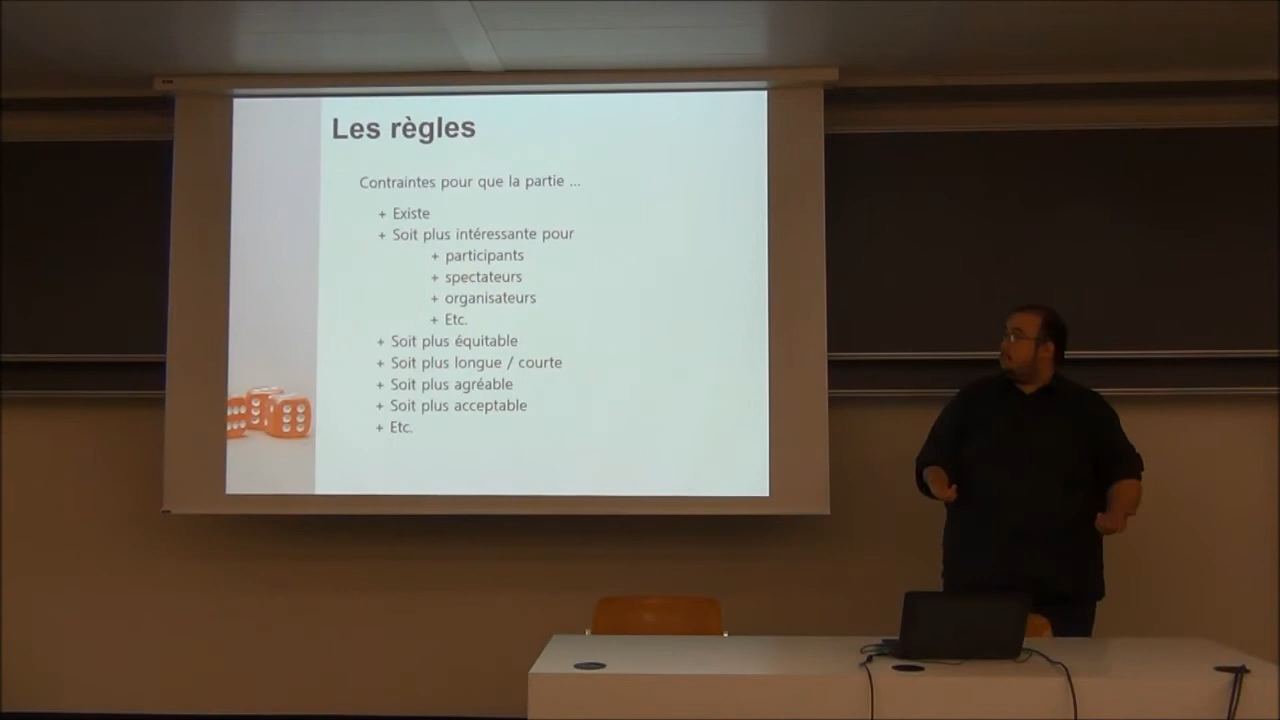 Les règles
Contraintes pour que la partie ...
+ Existe
+ Soit plus intéressante pour
+ participants
+ spectateurs
+ organisateurs
+ Etc.
+ Soit plus équitable
+ Soit plus longue / courte
+ Soit plus agréable
+ Soit plus acceptable
+ Etc.